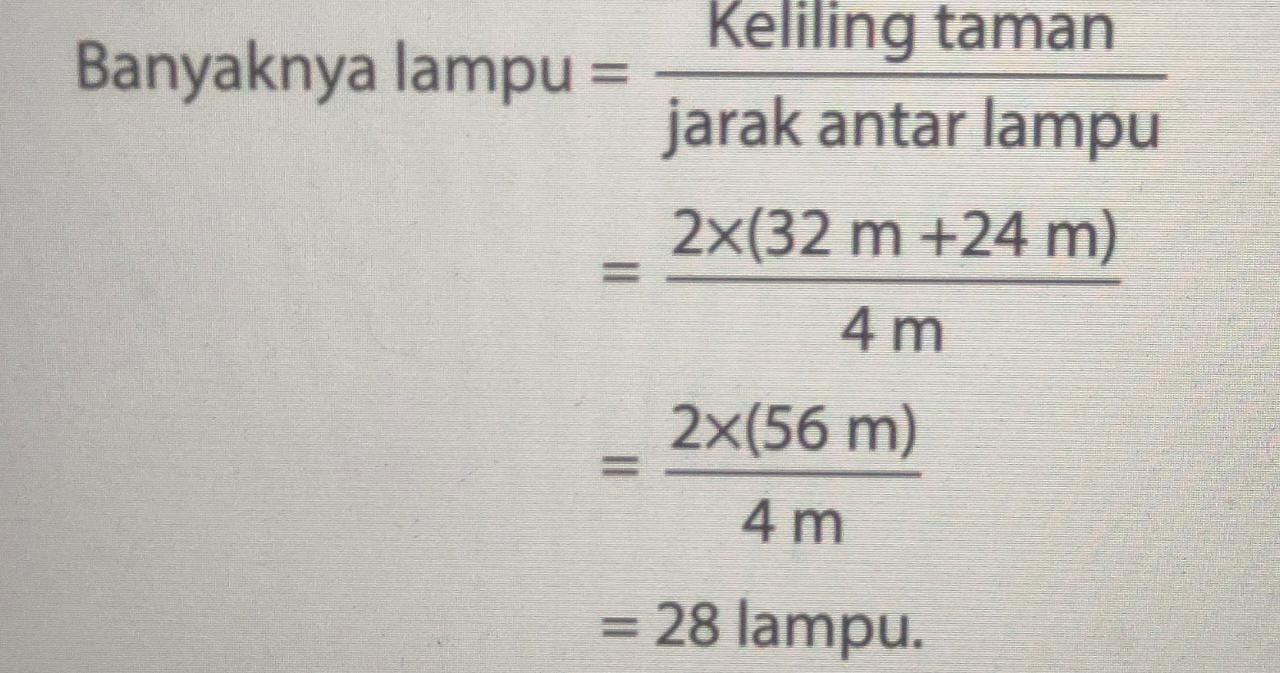 Banyaknya lampu = Keliling taman
jarak antar lampu
= 2×(32 m +24 m)
4 m
= 2×(56 m)
4 m
= 28 lampu.